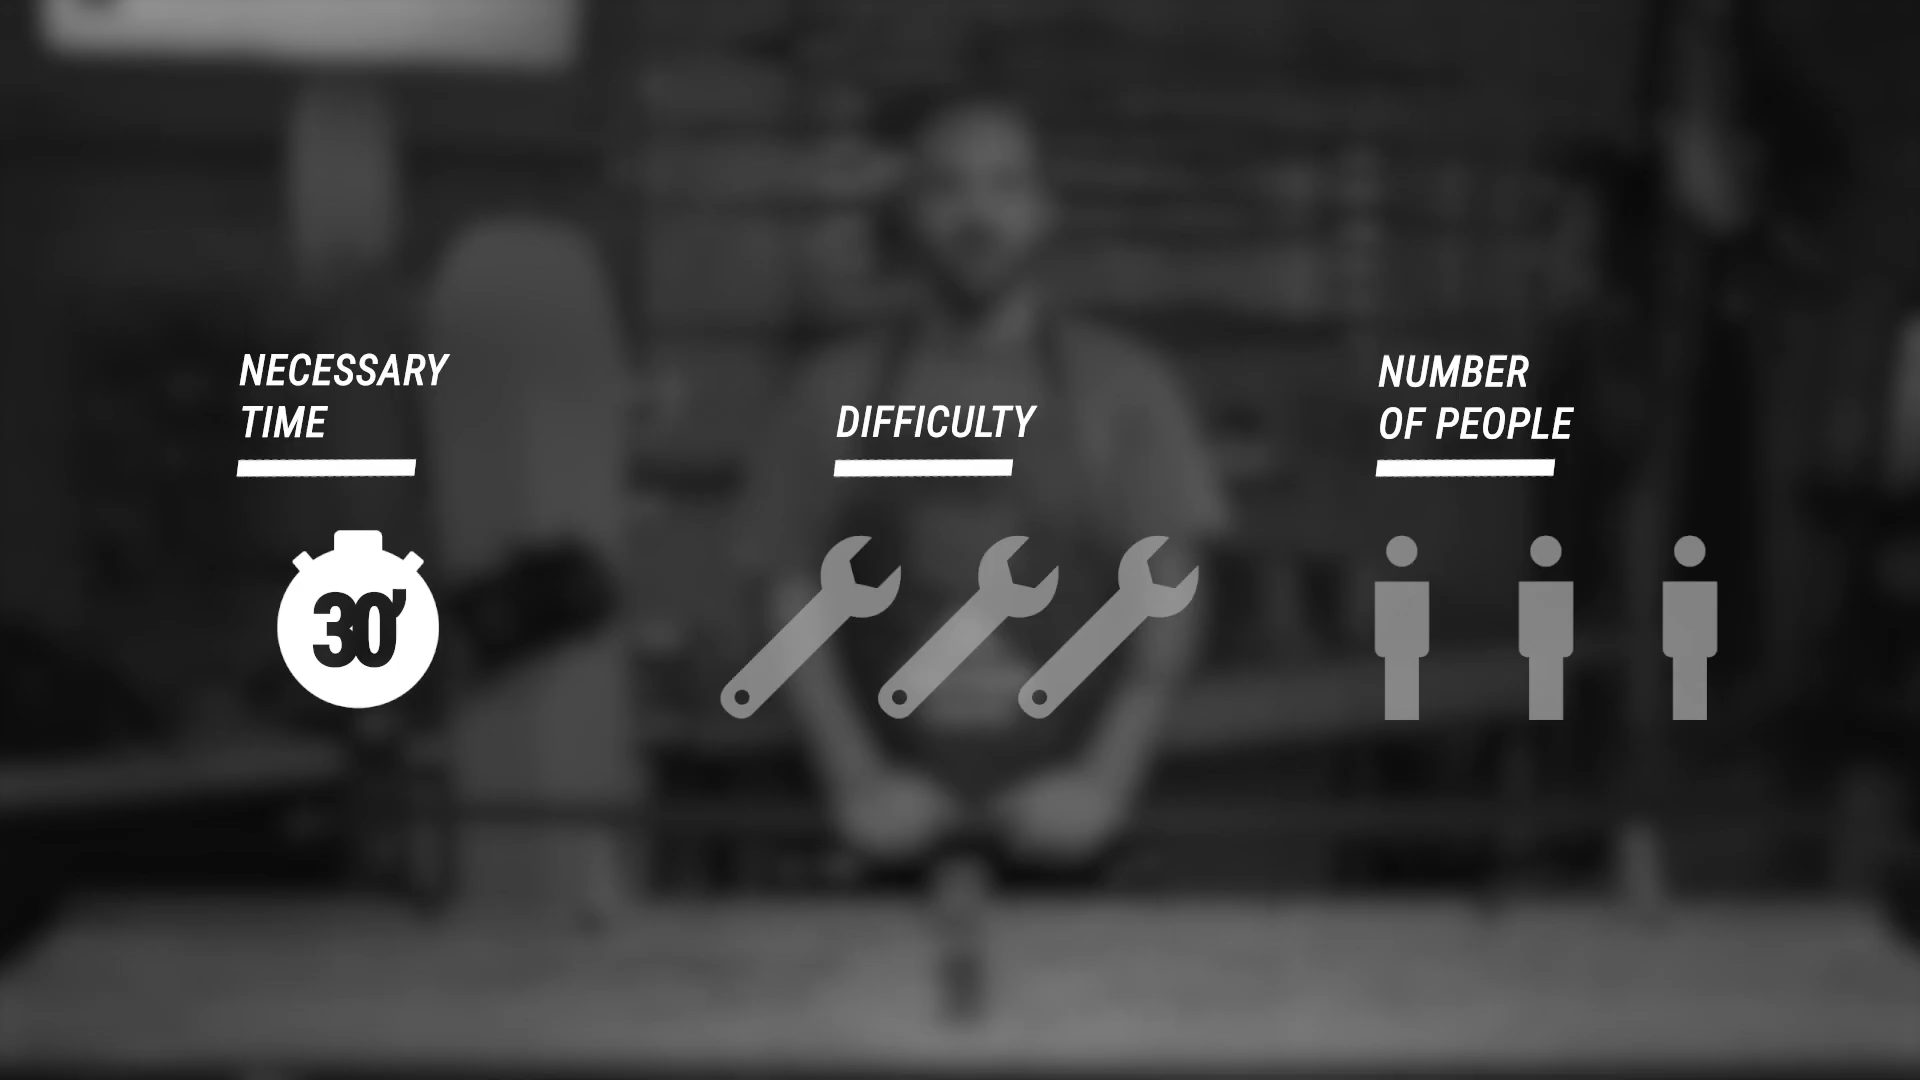 NECESSARY
TIME
30'
DIFFICULTY
NUMBER
OF PEOPLE